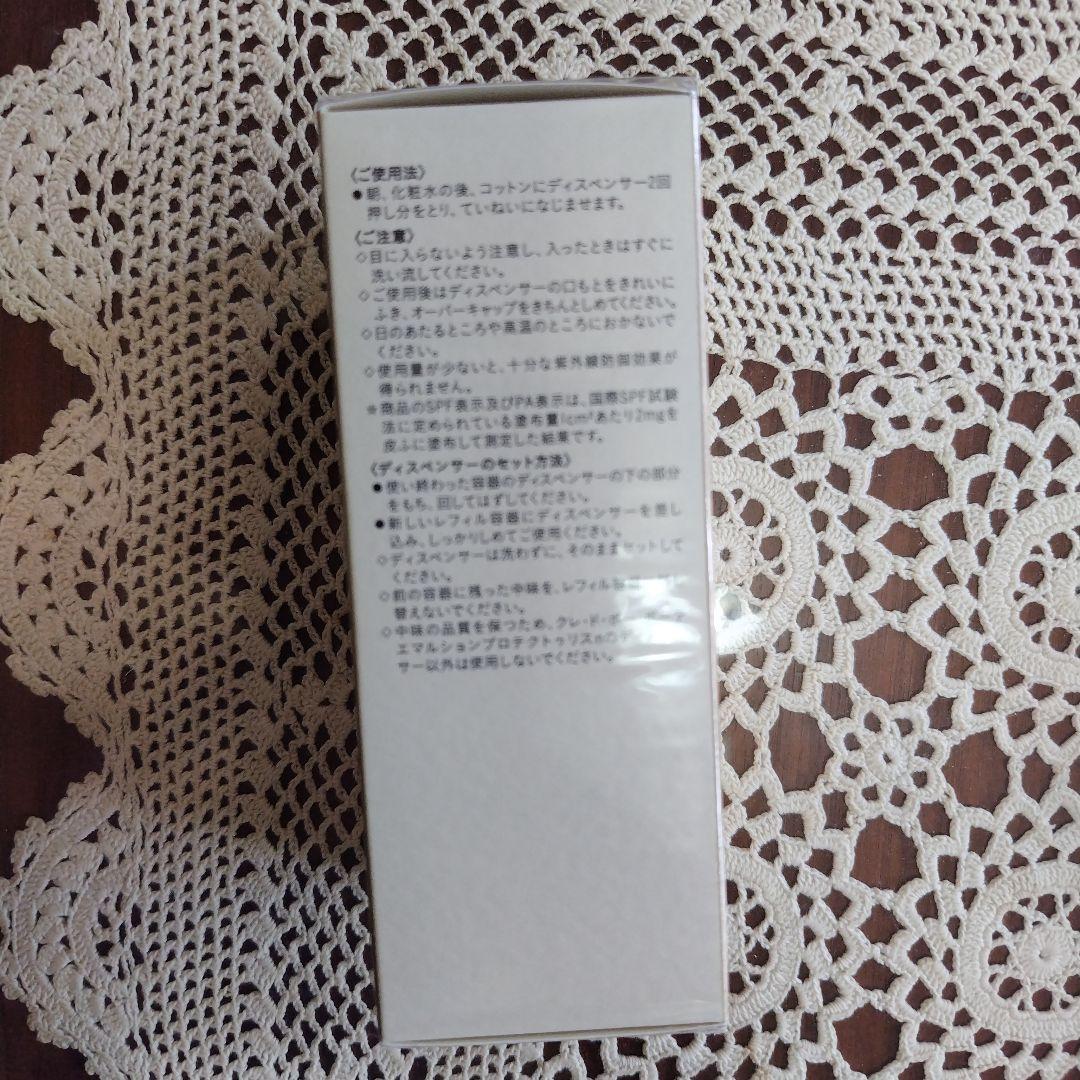 〈ご使用法〉
●朝、化粧水の後、コットンにディスペンサー2回
押し分をとり、ていねいになじませます。
〈ご注意〉
◇目に入らないよう注意し、入ったときはすぐに
洗い流してください。
◇ご使用後はディスペンサーの口もとをきれいに
ふき、オーバーキャップをきちんとしめてください。
◇日のあたるところや高温のところにおかないで
ください。
◇使用量が少ないと、十分な紫外線防御効果が
得られません。
＊商品のSPF表示及びPA表示は、国際SPF試験
法に定められている塗布量1cm²あたり2mgを
皮ふに塗布して測定した結果です。
〈ディスペンサーのセット方法〉
●使い終わった容器のディスペンサーの下の部分
をもち、回してはずしてください。
●新しいレフィル容器にディスペンサーを差し
込み、しっかりしめてご使用ください。
◇ディスペンサーは洗わずに、そのままセットして
ください。
◇前の容器に残った中味を、レフィル
替えないでください。
◇中味の品質を保つため、クレ・ド・ポー
エマルションプロテクトゥリスnのディ
サー以外は使用しないでください。